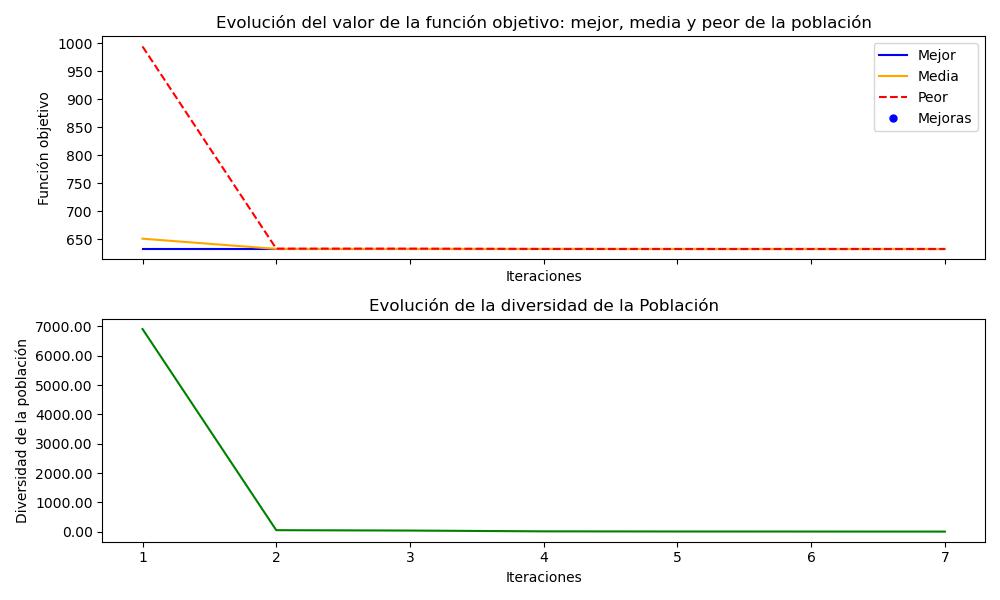 Evolución del valor de la función objetivo: mejor, media y peor de la población
1000
950
900
850
800
750
700
650
Función objetivo
Mejor
Media
Peor
Mejoras
Iteraciones
Evolución de la diversidad de la Población
7000.00
6000.00
5000.00
4000.00
3000.00
2000.00
1000.00
0.00
Diversidad de la población
1 2 3 4 5 6 7
Iteraciones